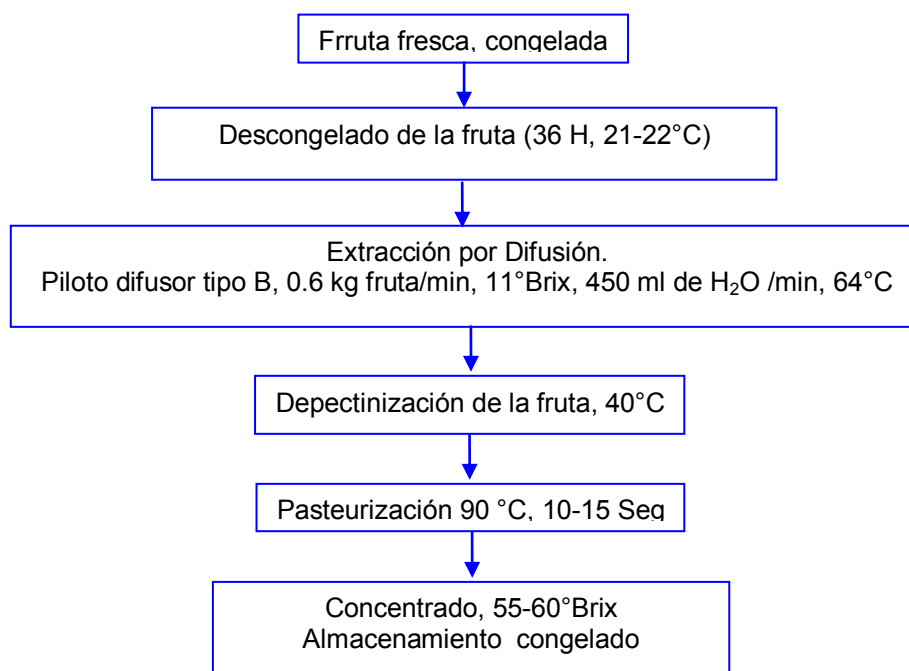 Frruta fresca, congelada
Descongelado de la fruta (36 H, 21-22°C)
Extracción por Difusión.
Piloto difusor tipo B, 0.6 kg fruta/min, 11°Brix, 450 ml de H₂O /min, 64°C
Depectinización de la fruta, 40°C
Pasteurización 90 °C, 10-15 Seg
Concentrado, 55-60°Brix
Almacenamiento congelado